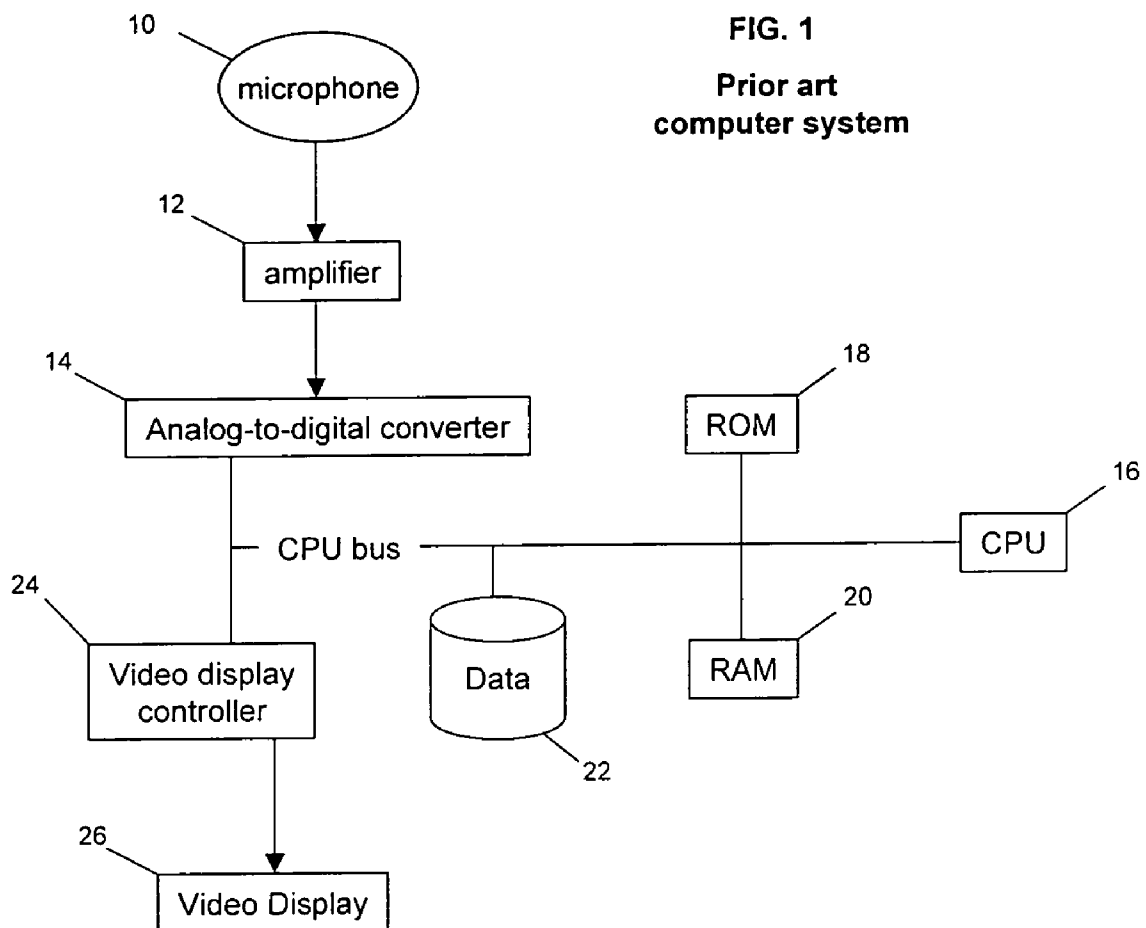 10
FIG. 1
microphone
Prior art
computer system
12
amplifier
14
Analog-to-digital converter
18
ROM
16
CPU bus
CPU
24
Video display
controller
Data
20
RAM
22
26
Video Display